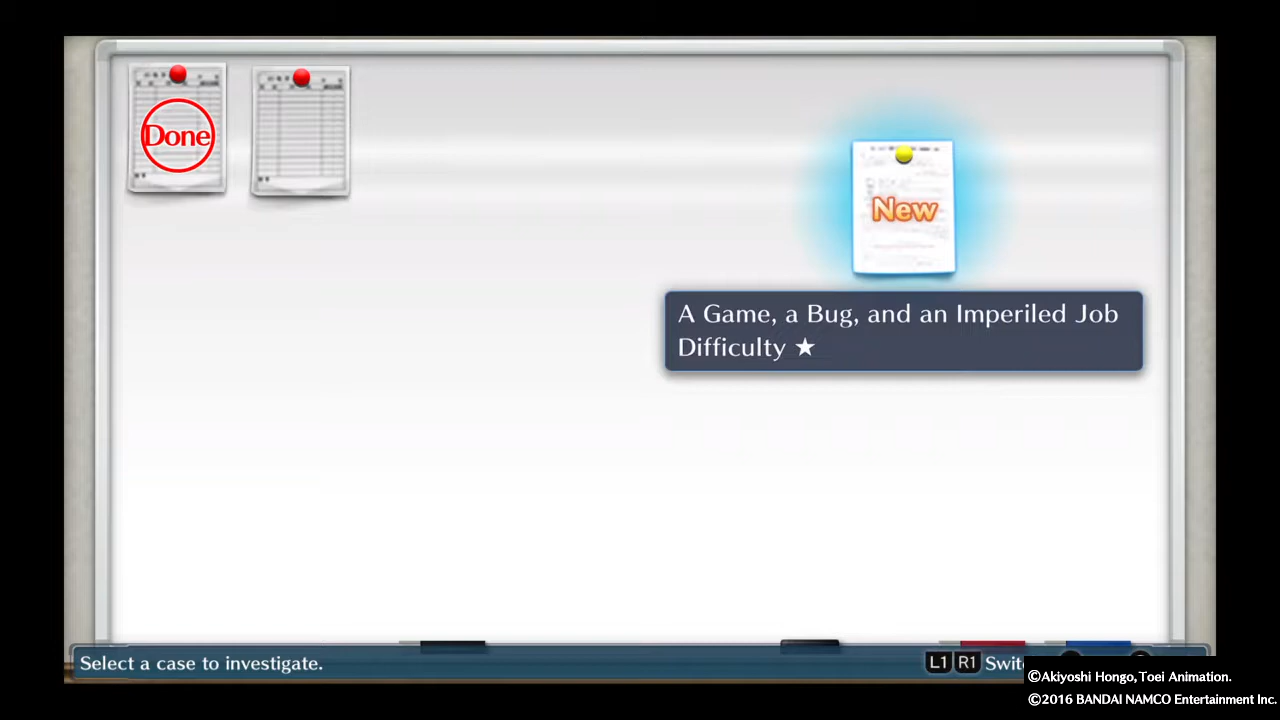 Done
New
A Game, a Bug, and an Imperiled Job
Difficulty ★
Select a case to investigate.
L1 R1
©Akiyoshi Hongo, Toei Animation.
©2016 BANDAI NAMCO Entertainment Inc.